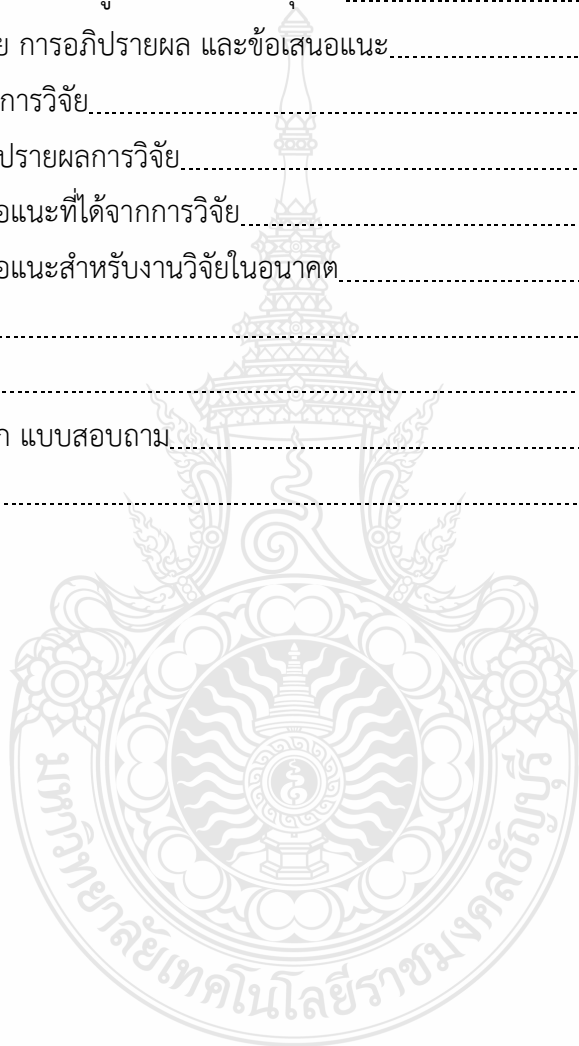 ย การอภิปรายผล และข้อเสนอแนะ
การวิจัย
ปรายผลการวิจัย
อแนะที่ได้จากการวิจัย
อแนะสำหรับงานวิจัยในอนาคต
ก แบบสอบถาม
มหาวิทยาลัยเทคโนโลยีราชมงคลธัญบุรี